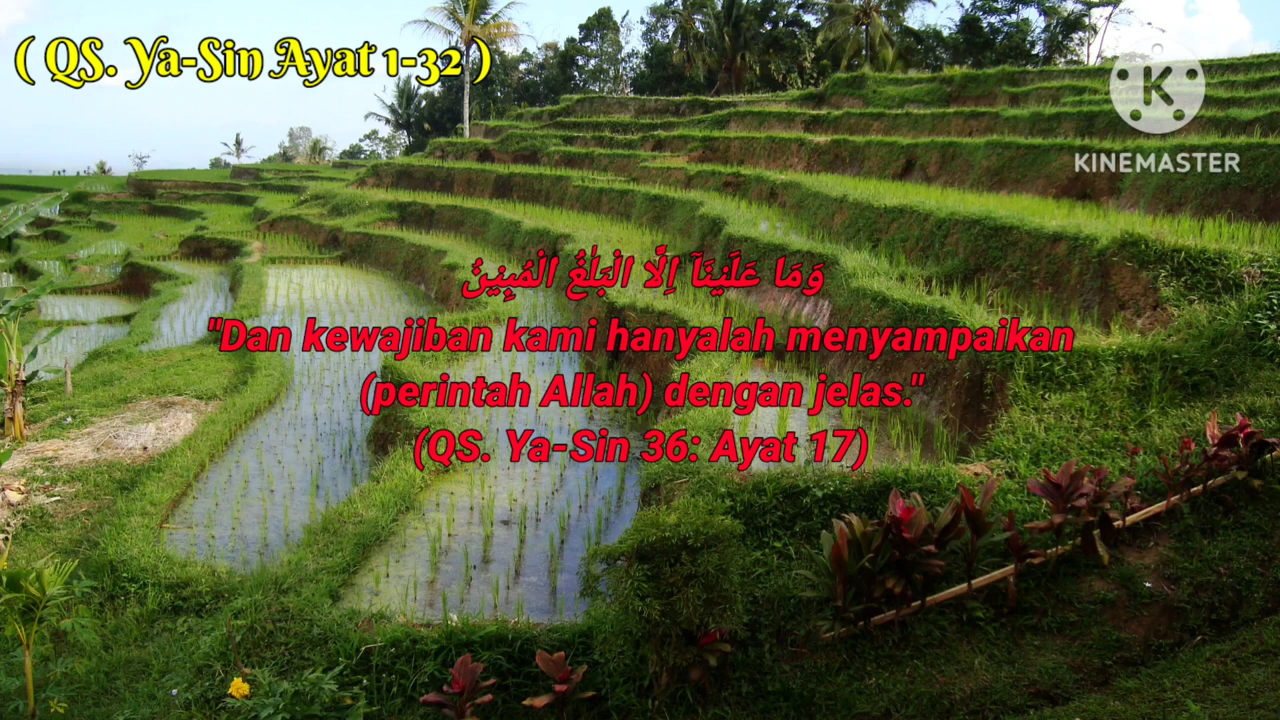 ( QS. Ya-Sin Ayat 1-32 )
KINEMASTER
وَمَا عَلَيْنَآ اِلَّا الْبَلٰغُ الْمُبِيْنُ
"Dan kewajiban kami hanyalah menyampaikan
(perintah Allah) dengan jelas."
(QS. Ya-Sin 36: Ayat 17)